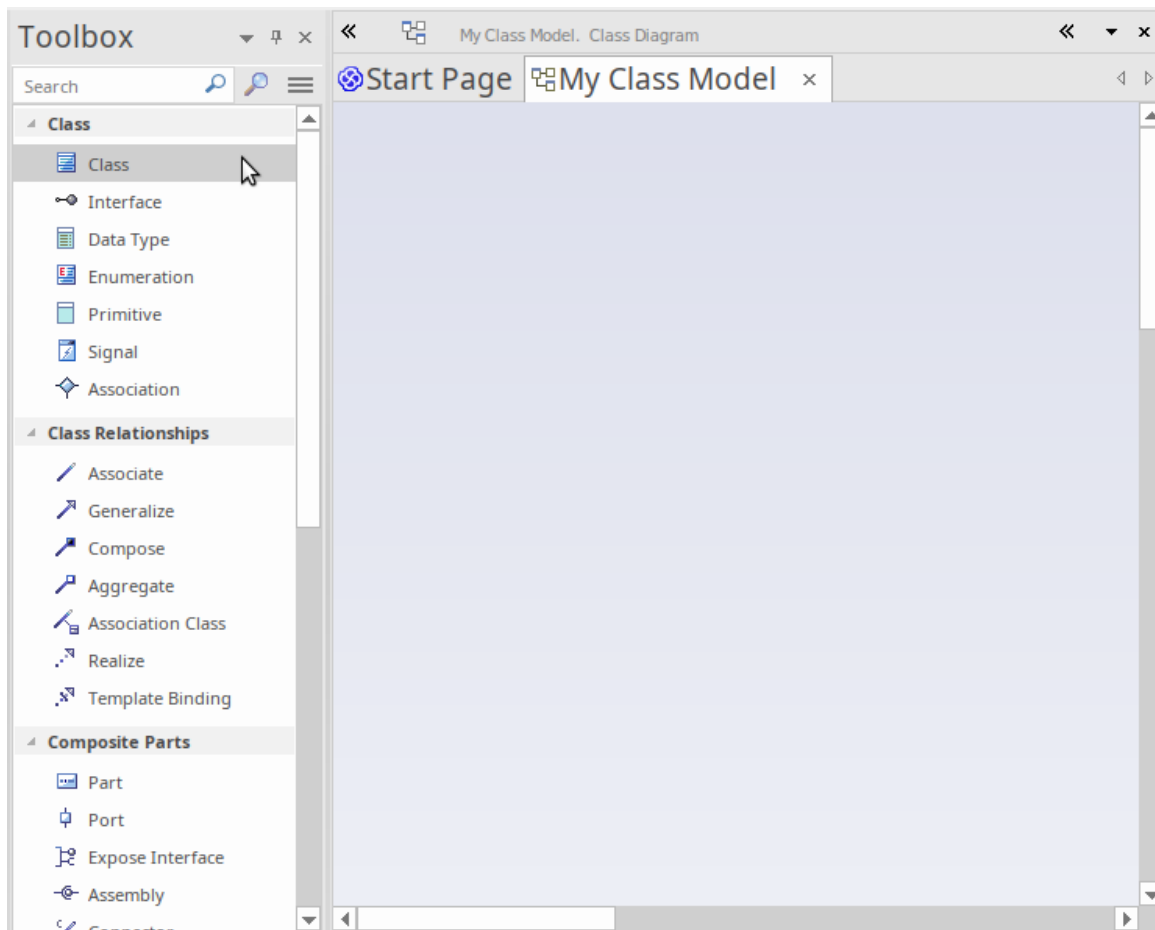 Toolbox
Search
Class
Class
Interface
Data Type
Enumeration
Primitive
Signal
Association
Class Relationships
Associate
Generalize
Compose
Aggregate
Association Class
Realize
Template Binding
Composite Parts
Part
Port
Expose Interface
Assembly
My Class Model. Class Diagram
Start Page
My Class Model